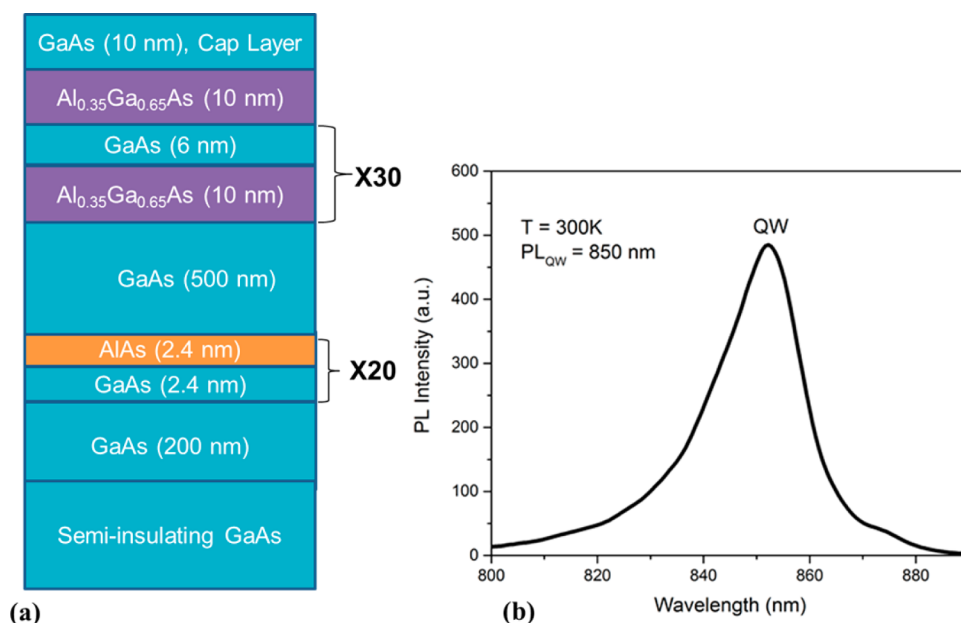 GaAs (10 nm), Cap Layer
Al0.35Ga0.65As (10 nm)
GaAs (6 nm)
X30
Al0.35Ga0.65As (10 nm)
GaAs (500 nm)
AlAs (2.4 nm)
X20
GaAs (2.4 nm)
GaAs (200 nm)
Semi-insulating GaAs
(a)
600
500
400
300
200
100
0
PL Intensity (a.u.)
T = 300K
PLQW = 850 nm
QW
800
820
840
860
880
Wavelength (nm)
(b)